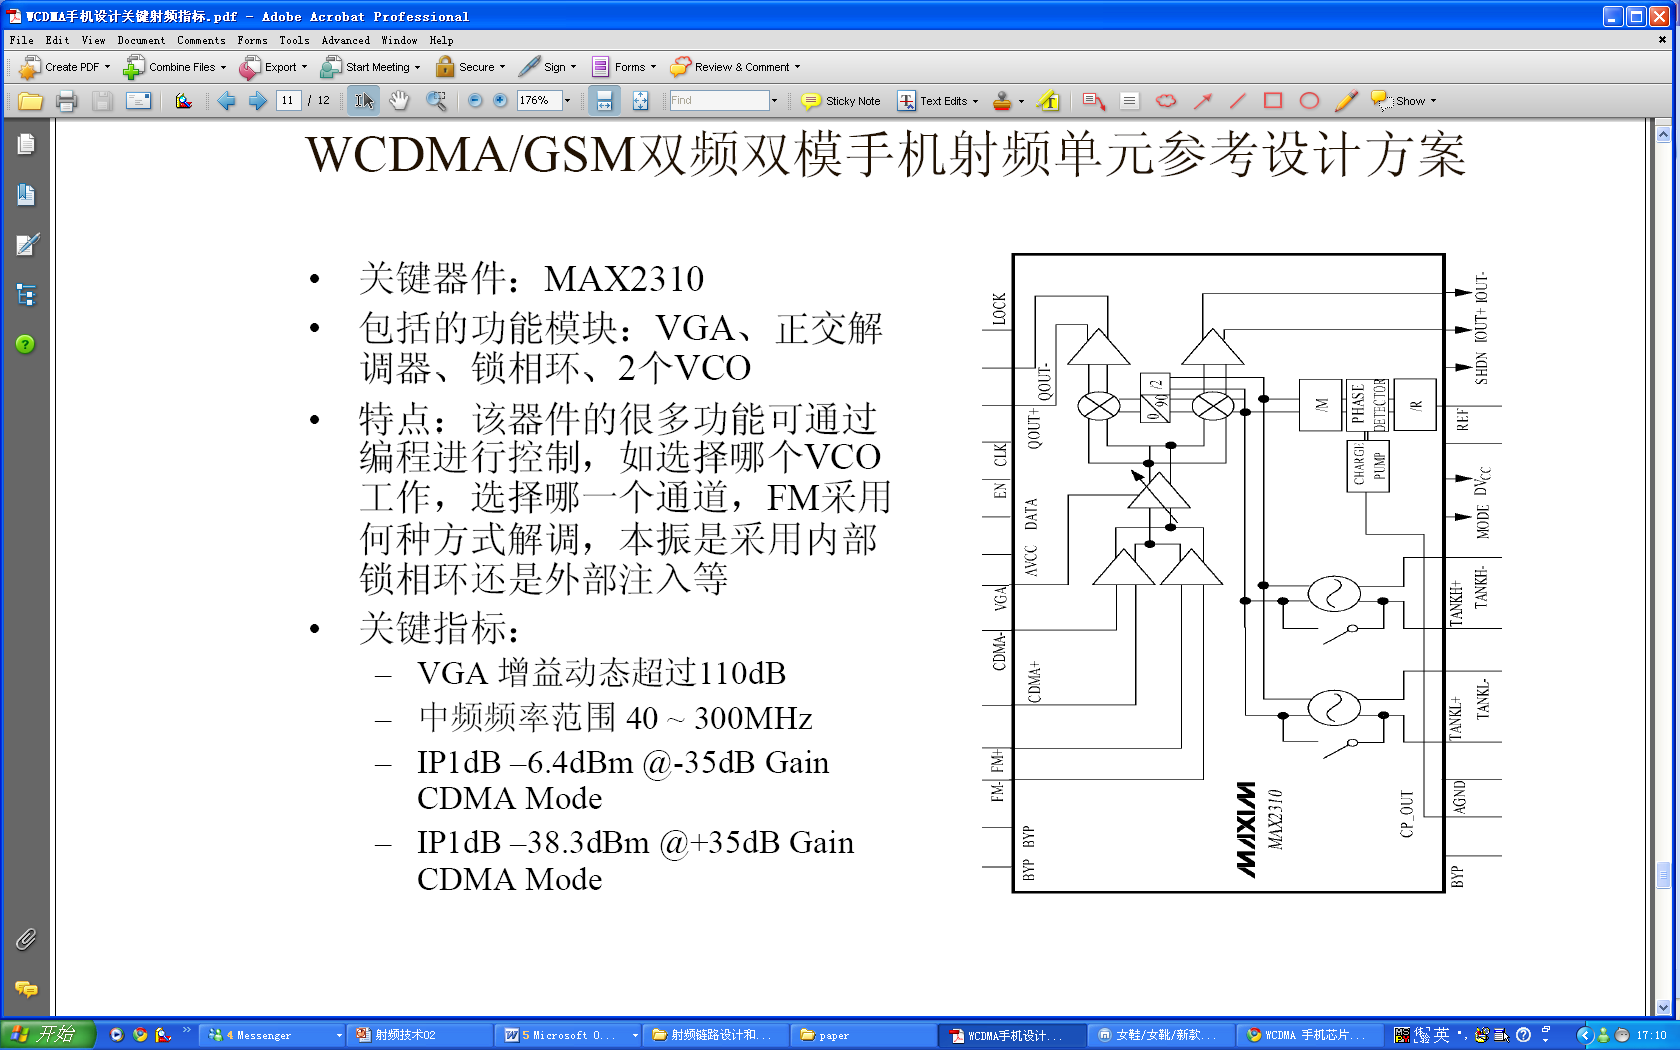 WCDMA手机设计关键射频指标.pdf - Adobe Acrobat Professional
File Edit View Document Comments Forms Tools Advanced Window Help
Create PDF Combine Files Export Start Meeting Secure Sign Forms Review & Comment
11 / 12 176% Find Sticky Note Text Edits Show
WCDMA/GSM双频双模手机射频单元参考设计方案
• 关键器件：MAX2310
• 包括的功能模块：VGA、正交解
调器、锁相环、2个VCO
• 特点：该器件的很多功能可通过
编程进行控制，如选择哪个VCO
工作，选择哪一个通道，FM采用
何种方式解调，本振是采用内部
锁相环还是外部注入等
• 关键指标：
– VGA 增益动态超过110dB
– 中频频率范围 40 ~ 300MHz
– IP1dB –6.4dBm @-35dB Gain
CDMA Mode
– IP1dB –38.3dBm @+35dB Gain
CDMA Mode
LOCK
QOUT-
QOUT+
CLK
EN
DATA
AVCC
VGA
CDMA-
CDMA+
FM+
FM-
BYP
BYP
0
90
/2
/M
PHASE
DETECTOR
/R
CHARGE
PUMP
MAXIM
MAX2310
CP_OUT
IOUT-
IOUT+
SHDN
REF
DVCC
MODE
TANKH-
TANKH+
TANKL-
TANKL+
AGND
BYP
开始 4 Messenger 射频技术02 5 Microsoft O... 射频链路设计和... paper WCDMA手机设计... 女鞋/女靴/新款... WCDMA 手机芯片... 英 17:10